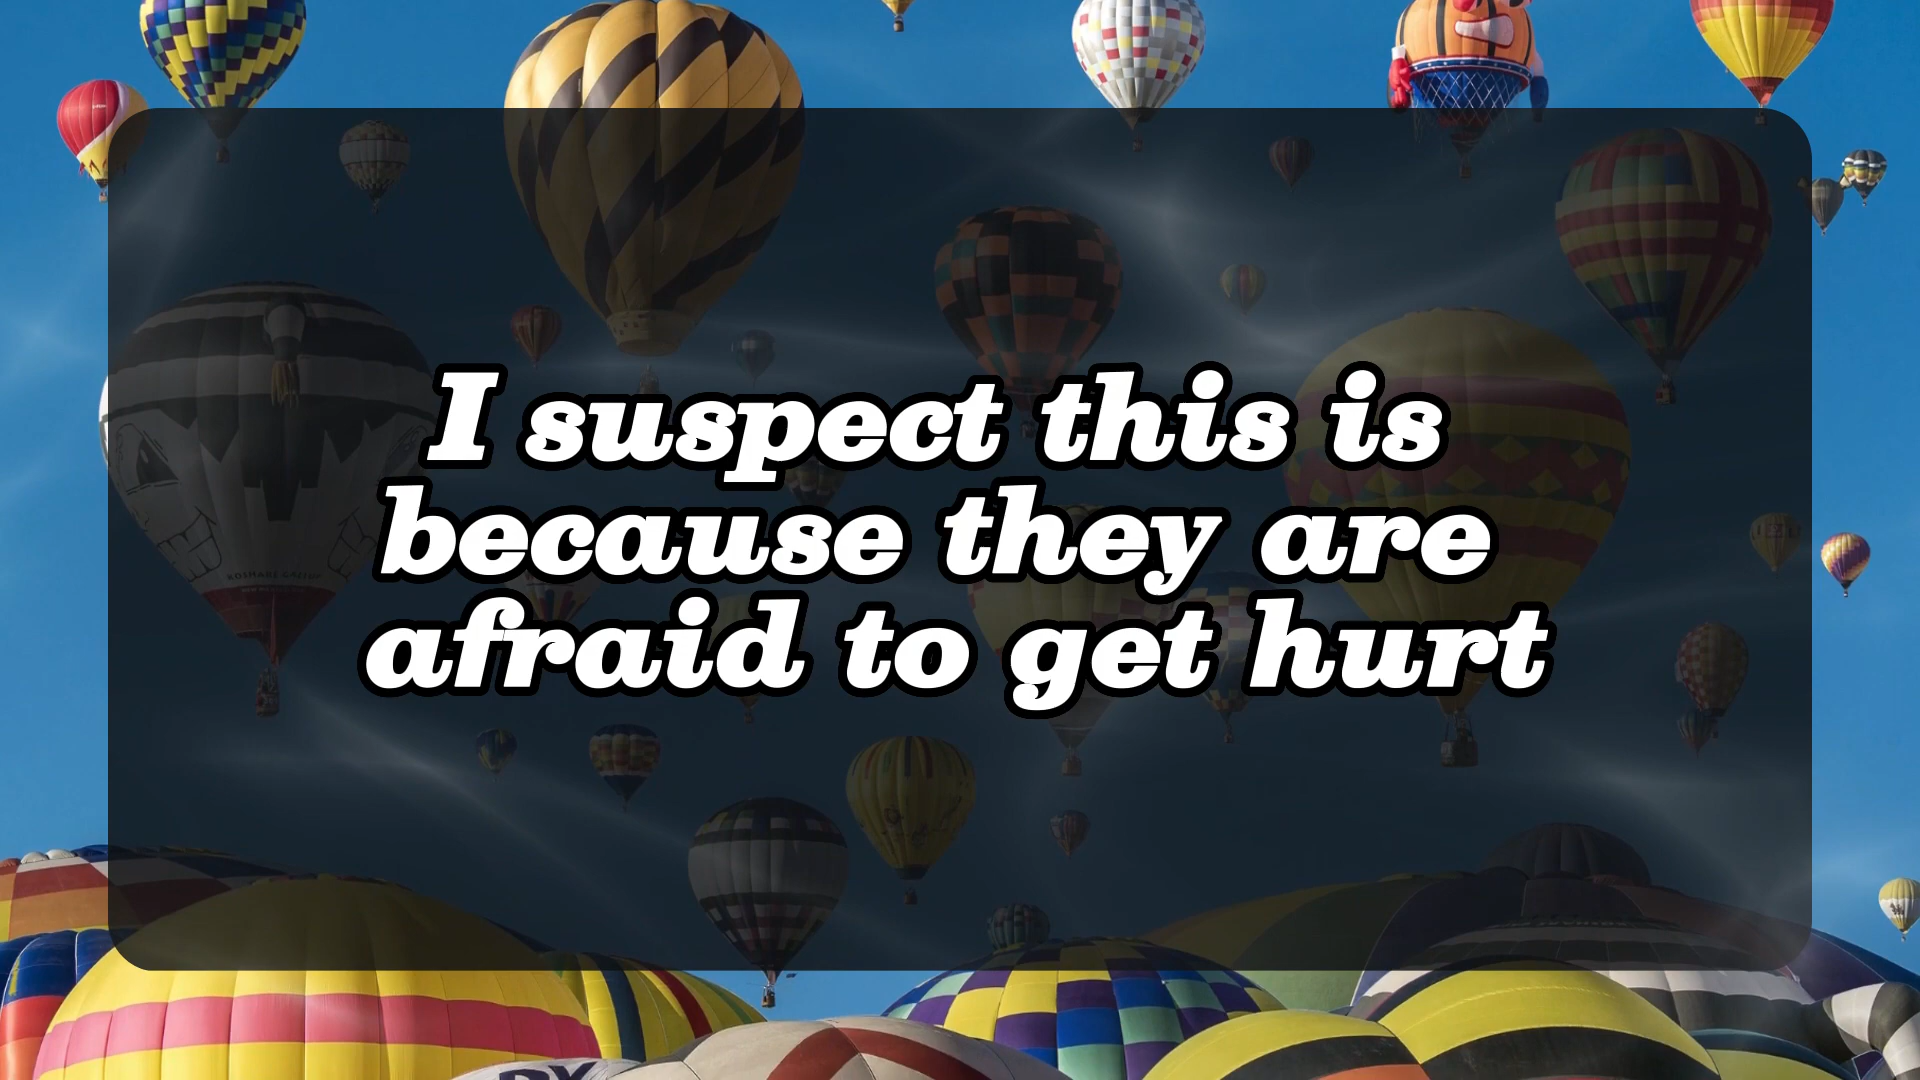 I suspect this is
because they are
afraid to get hurt